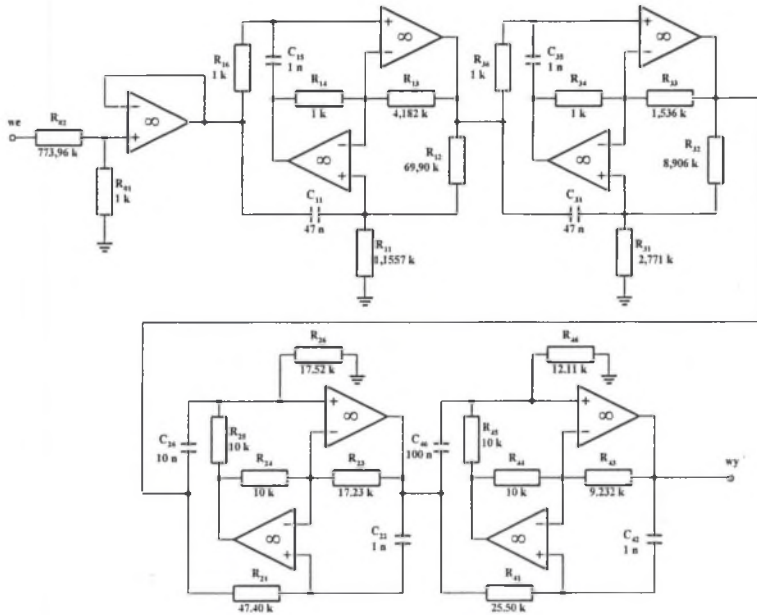 we
R₀₂
773,96 k
R₀₁
1 k
∞
R₁₆
1 k
C₁₅
1 n
R₁₄
1 k
R₁₃
4,182 k
∞
∞
R₁₂
69,90 k
C₁₁
47 n
R₁₁
1,1557 k
R₃₆
1 k
C₃₅
1 n
R₃₄
1 k
R₃₃
1,536 k
∞
∞
R₃₂
8,906 k
C₃₁
47 n
R₃₁
2,771 k
R₂₆
17.52 k
C₂₆
10 n
R₂₅
10 k
R₂₄
10 k
R₂₃
17.23 k
∞
∞
C₂₂
1 n
R₂₁
47.40 k
R₄₆
12.11 k
C₄₆
100 n
R₄₅
10 k
R₄₄
10 k
R₄₃
9.232 k
∞
∞
C₄₂
1 n
R₄₁
25.50 k
wy